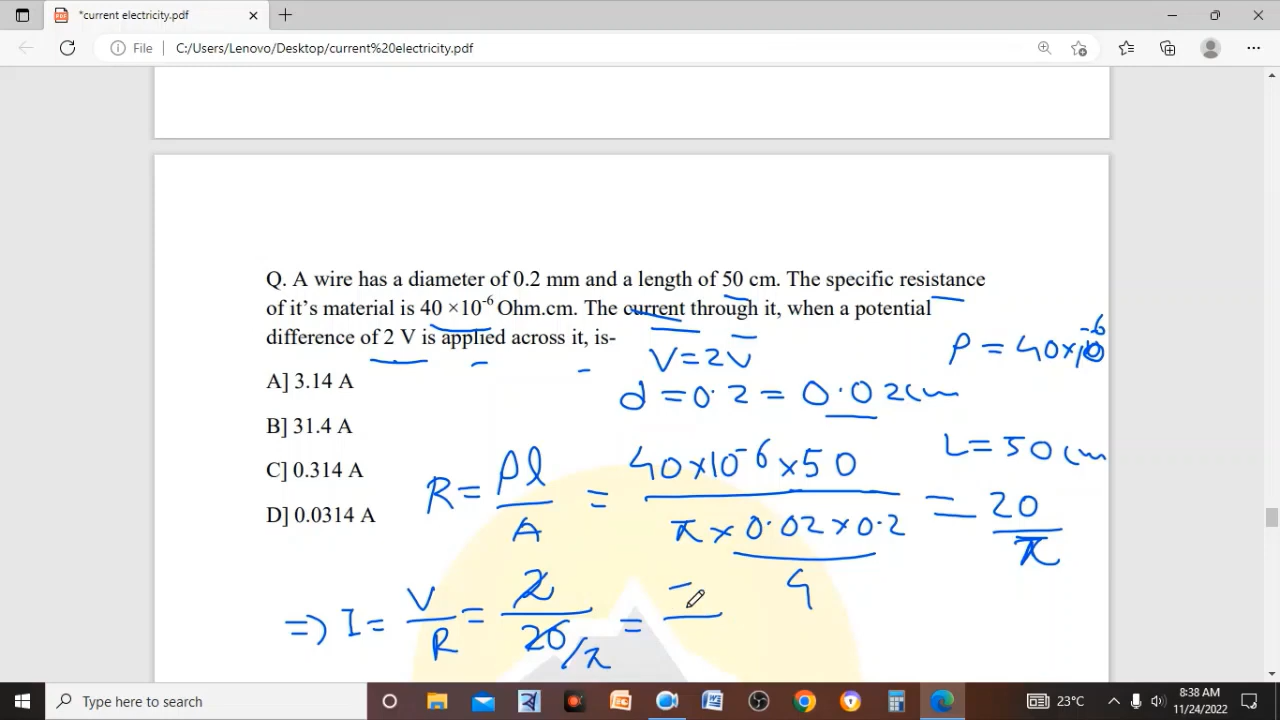 *current electricity.pdf
File | C:/Users/Lenovo/Desktop/current%20electricity.pdf
Q. A wire has a diameter of 0.2 mm and a length of 50 cm. The specific resistance
of it's material is 40 ×10⁻⁶ Ohm.cm. The current through it, when a potential
difference of 2 V is applied across it, is-
V = 2V
ρ = 40×10⁻⁶
A] 3.14 A
d = 0.2 = 0.02cm
B] 31.4 A
L = 50 cm
C] 0.314 A
R = ρl/A = 40×10⁻⁶×50 / (π × 0.02×0.2/4) = 20/π
D] 0.0314 A
=> I = V/R = 2/(20/π) =
Type here to search
23°C
8:38 AM
11/24/2022